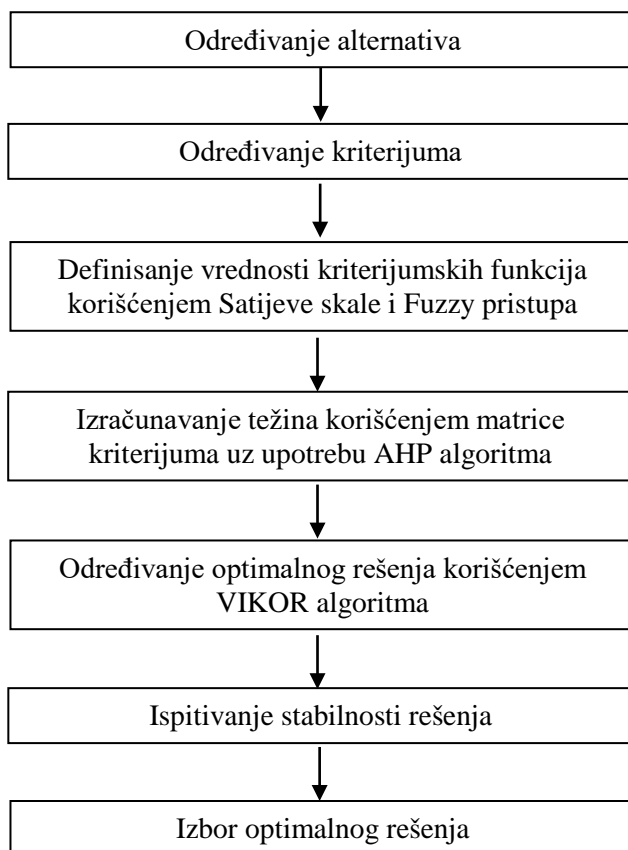 Određivanje alternativa
Određivanje kriterijuma
Definisanje vrednosti kriterijumskih funkcija
korišćenjem Satijeve skale i Fuzzy pristupa
Izračunavanje težina korišćenjem matrice
kriterijuma uz upotrebu AHP algoritma
Određivanje optimalnog rešenja korišćenjem
VIKOR algoritma
Ispitivanje stabilnosti rešenja
Izbor optimalnog rešenja